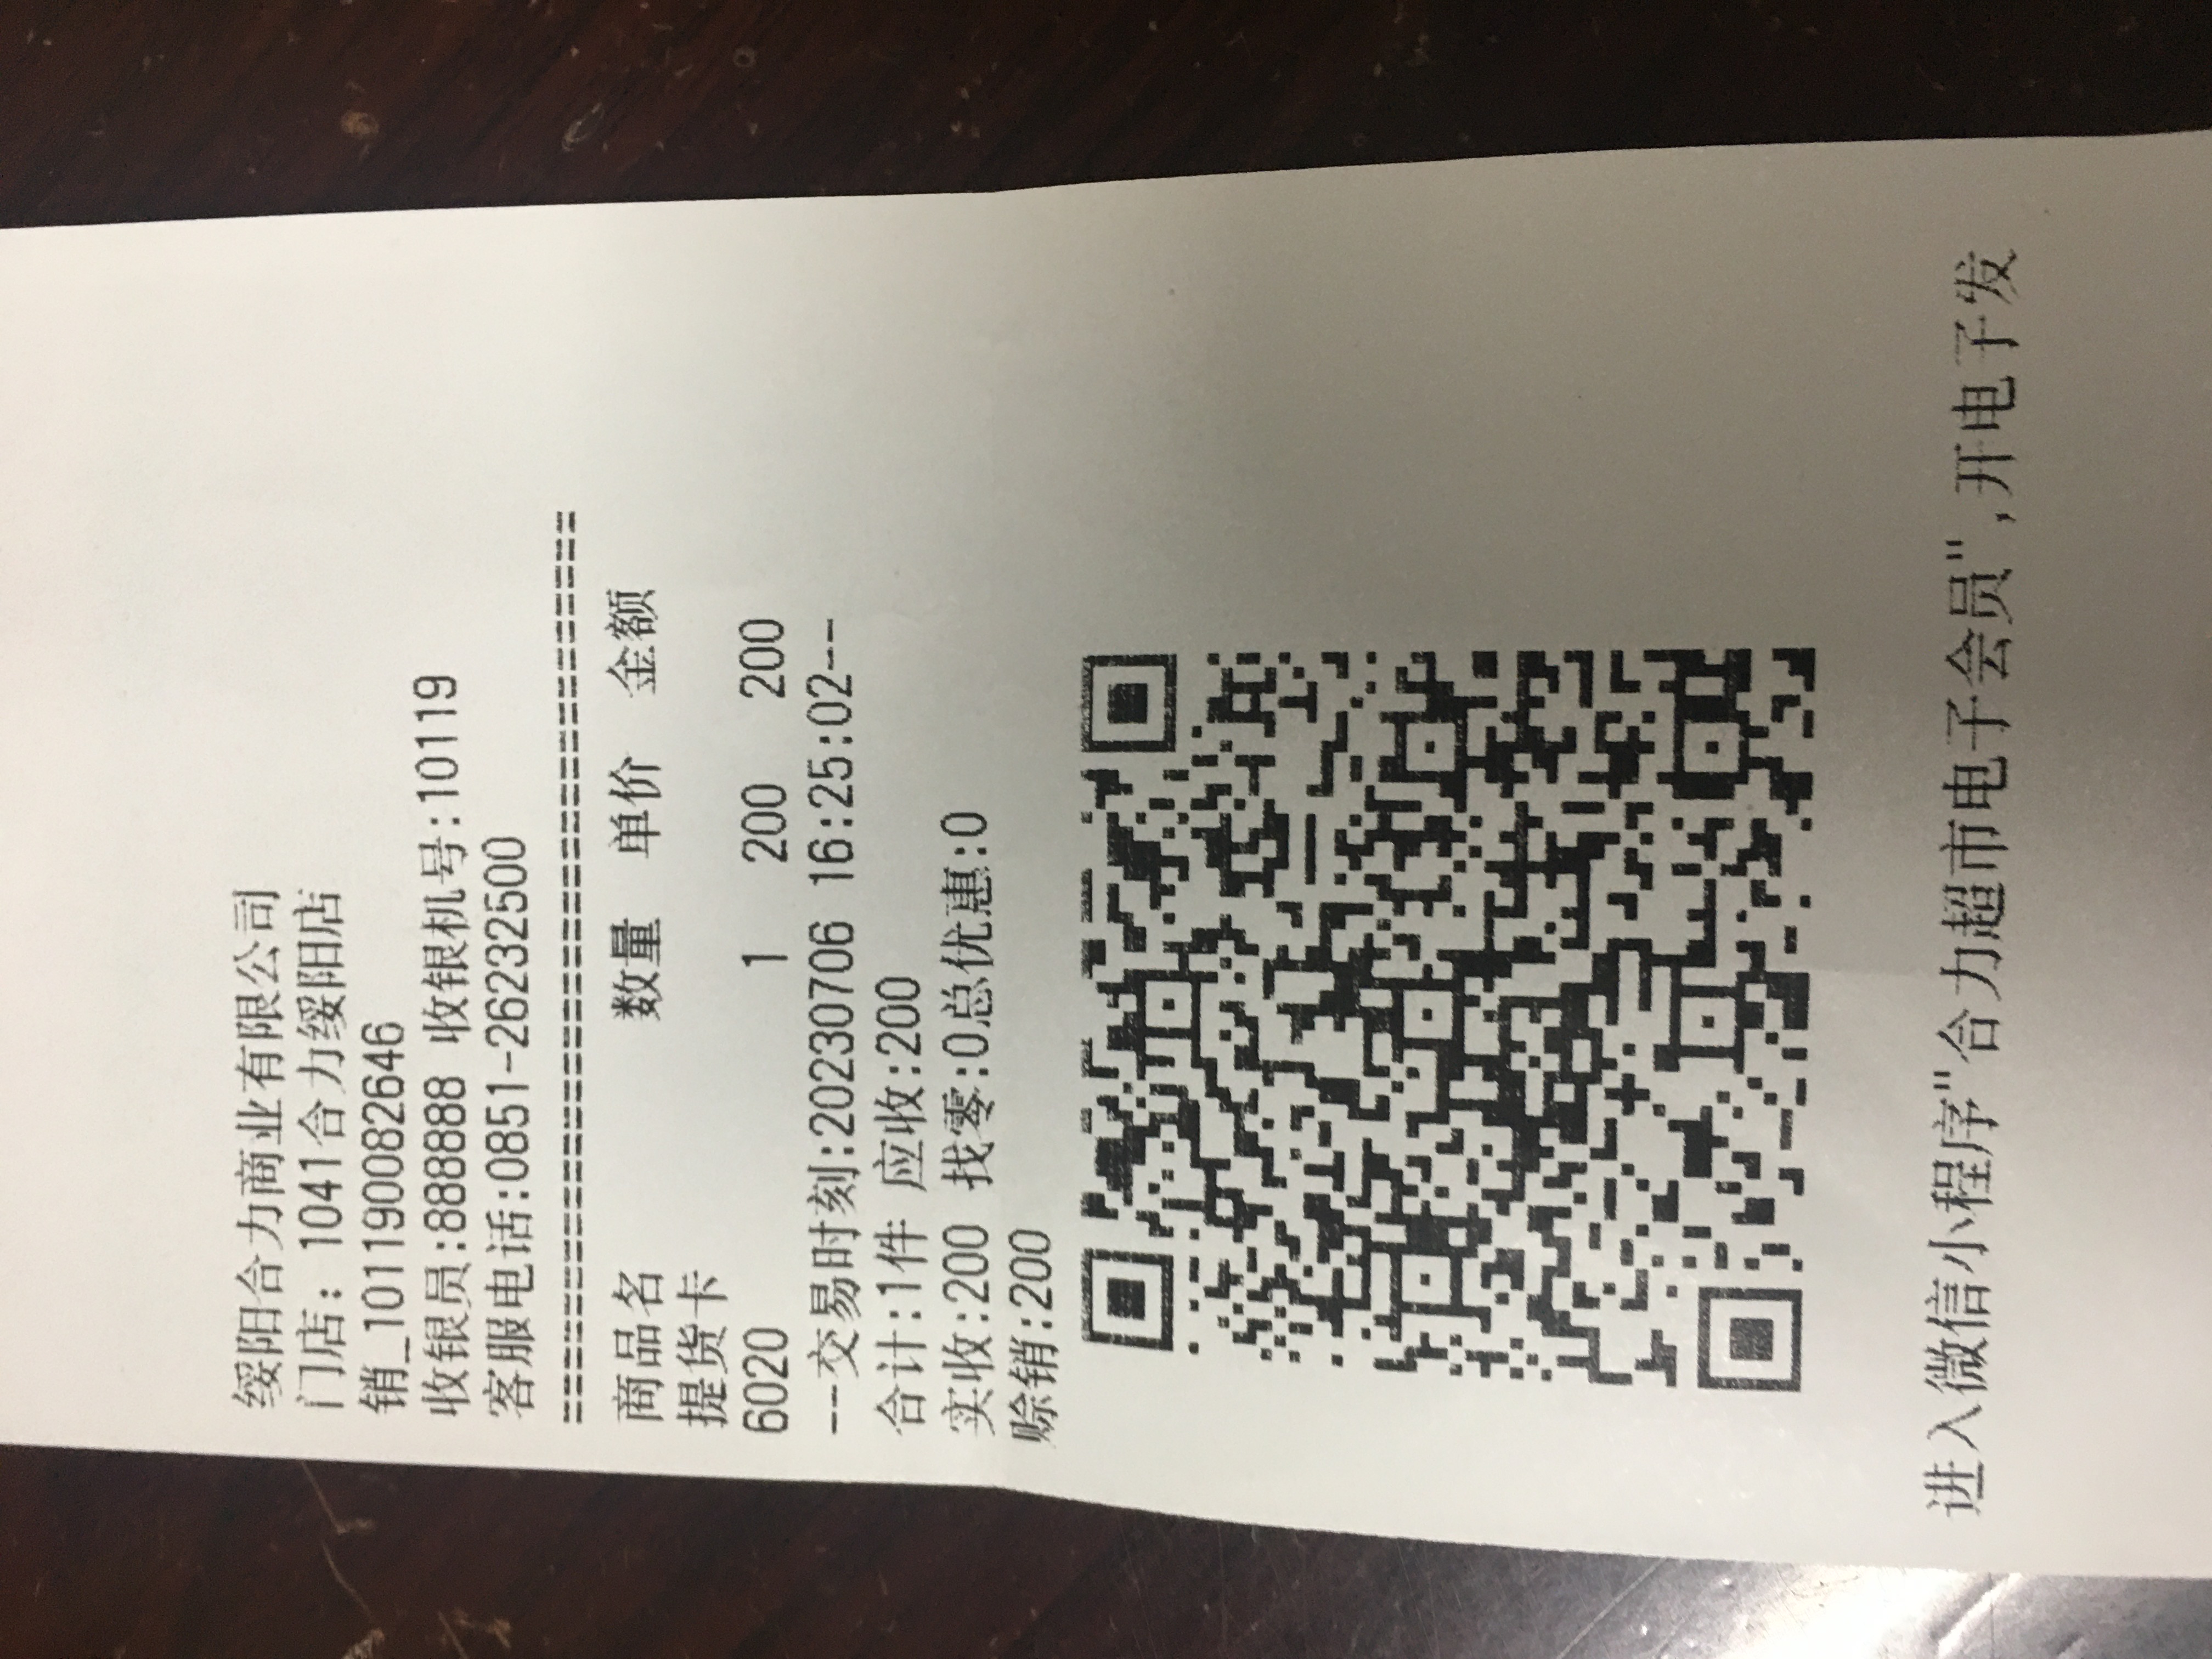 绥阳合力商业有限公司
门店: 1041合力绥阳店
销_10119008​2646
收银员:888888 收银机号:10119
客服电话:0851-26232500
商品名 数量 单价 金额
提货卡
6020 1 200 200
---交易时刻:20230706 16:25:02---
合计:1件 应收:200
实收:200 找零:0总优惠:0
赊销:200
进入微信小程序"合力超市电子会员",开电子发